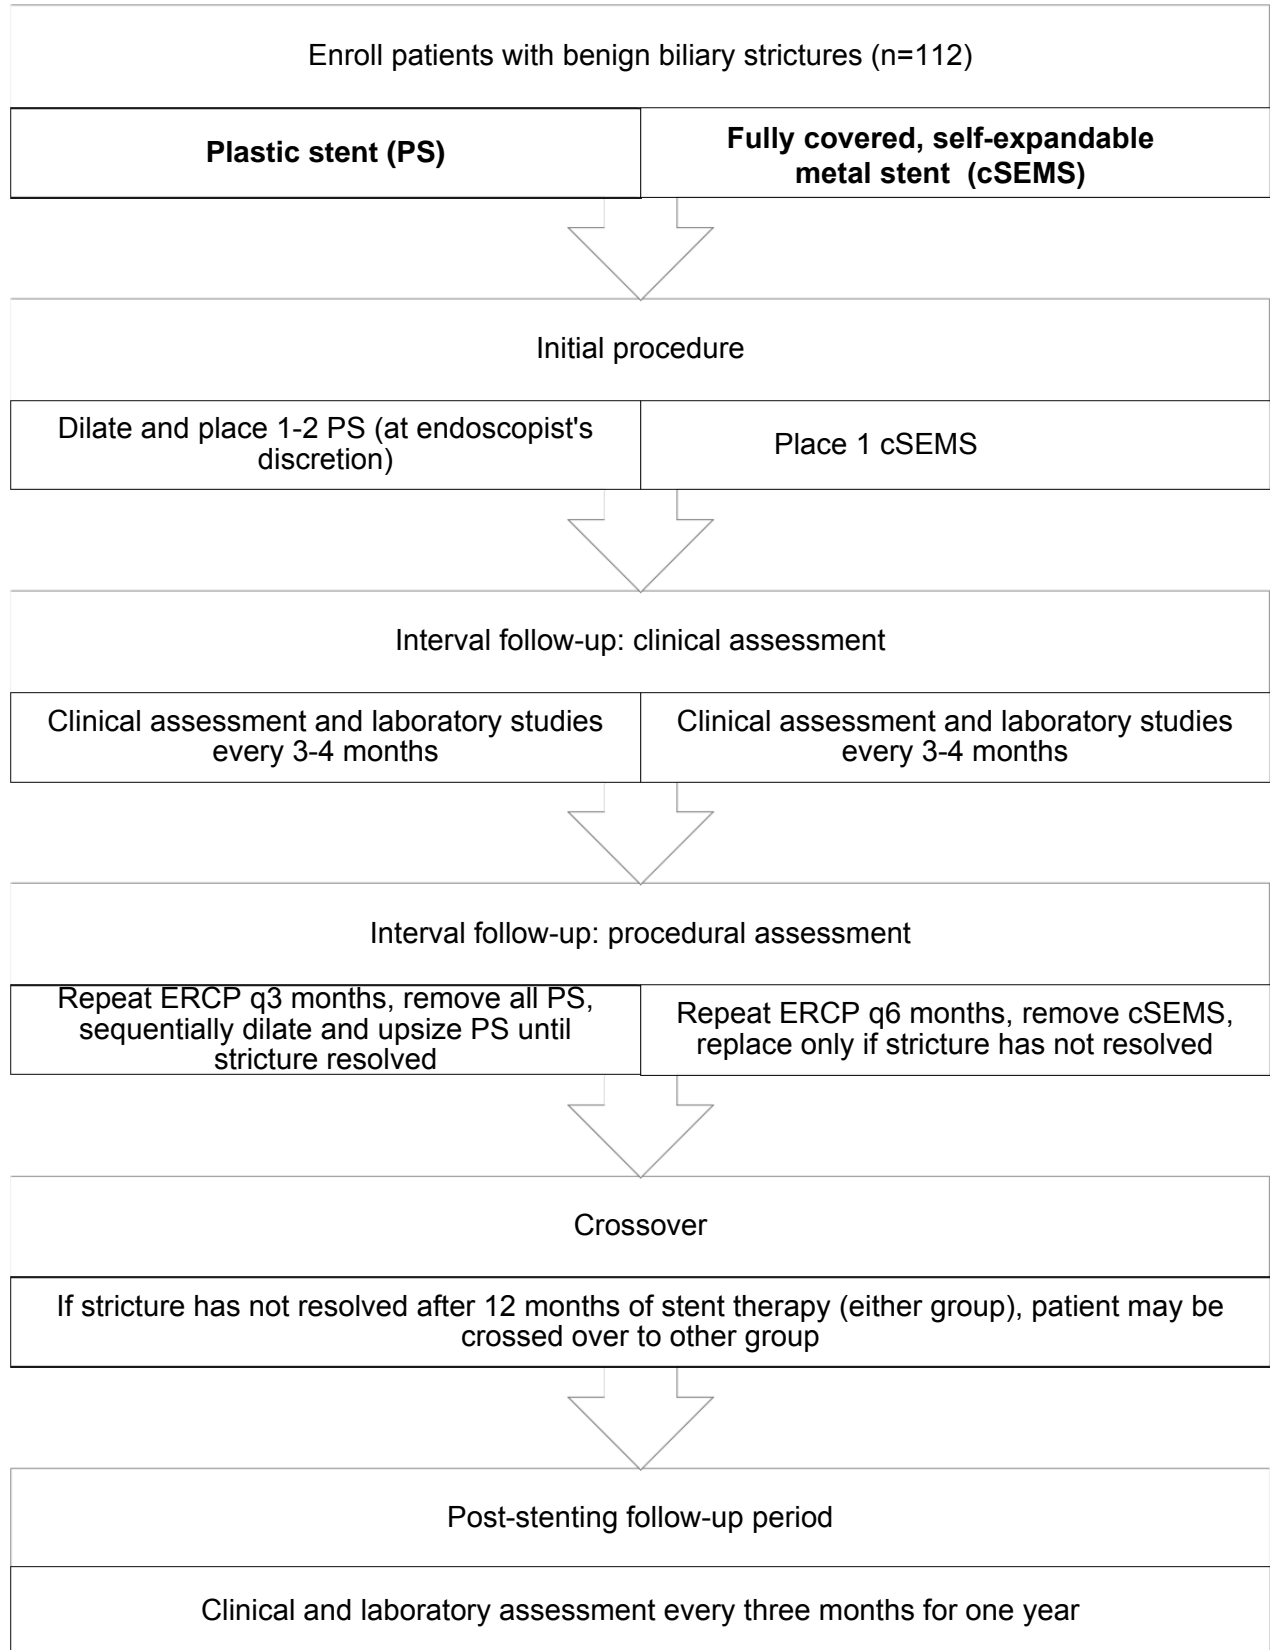 Enroll patients with benign biliary strictures (n=112)
Plastic stent (PS)
Fully covered, self-expandable
metal stent (cSEMS)
Initial procedure
Dilate and place 1-2 PS (at endoscopist's
discretion)
Place 1 cSEMS
Interval follow-up: clinical assessment
Clinical assessment and laboratory studies
every 3-4 months
Clinical assessment and laboratory studies
every 3-4 months
Interval follow-up: procedural assessment
Repeat ERCP q3 months, remove all PS,
sequentially dilate and upsize PS until
stricture resolved
Repeat ERCP q6 months, remove cSEMS,
replace only if stricture has not resolved
Crossover
If stricture has not resolved after 12 months of stent therapy (either group), patient may be
crossed over to other group
Post-stenting follow-up period
Clinical and laboratory assessment every three months for one year